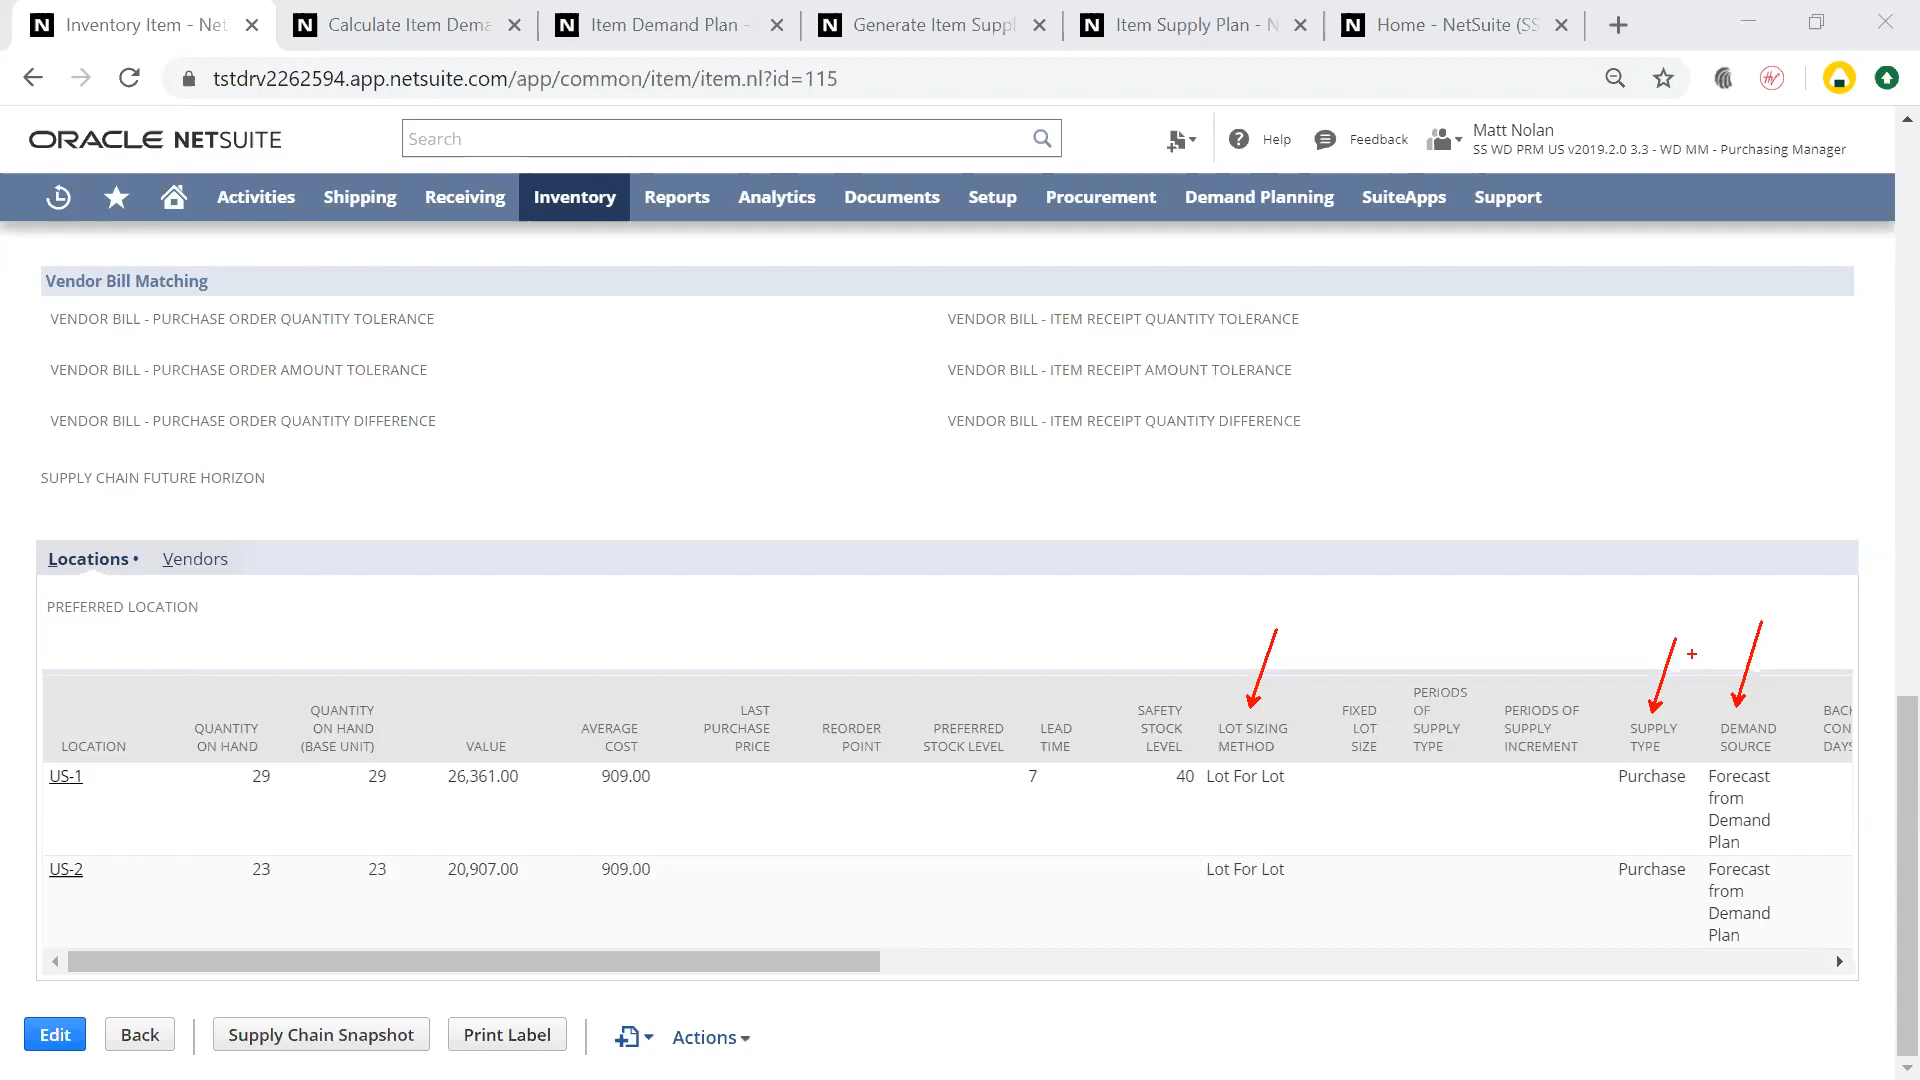 Inventory Item - Net
Calculate Item Dema
Item Demand Plan -
Generate Item Suppl
Item Supply Plan - N
Home - NetSuite (SS
tstdrv2262594.app.netsuite.com/app/common/item/item.nl?id=115
ORACLE NETSUITE
Search
Help
Feedback
Matt Nolan
SS WD PRM US v2019.2.0 3.3 - WD MM - Purchasing Manager
Activities Shipping Receiving Inventory Reports Analytics Documents Setup Procurement Demand Planning SuiteApps Support
Vendor Bill Matching
VENDOR BILL - PURCHASE ORDER QUANTITY TOLERANCE
VENDOR BILL - ITEM RECEIPT QUANTITY TOLERANCE
VENDOR BILL - PURCHASE ORDER AMOUNT TOLERANCE
VENDOR BILL - ITEM RECEIPT AMOUNT TOLERANCE
VENDOR BILL - PURCHASE ORDER QUANTITY DIFFERENCE
VENDOR BILL - ITEM RECEIPT QUANTITY DIFFERENCE
SUPPLY CHAIN FUTURE HORIZON
Locations • Vendors
PREFERRED LOCATION
LOCATION
QUANTITY
ON HAND
QUANTITY
ON HAND
(BASE UNIT)
VALUE
AVERAGE
COST
LAST
PURCHASE
PRICE
REORDER
POINT
PREFERRED
STOCK LEVEL
LEAD
TIME
SAFETY
STOCK
LEVEL
LOT SIZING
METHOD
FIXED
LOT
SIZE
PERIODS
OF
SUPPLY
TYPE
PERIODS OF
SUPPLY
INCREMENT
SUPPLY
TYPE
DEMAND
SOURCE
BACK
CON
DAYS
US-1 29 29 26,361.00 909.00 7 40 Lot For Lot Purchase Forecast
from
Demand
Plan
US-2 23 23 20,907.00 909.00 Lot For Lot Purchase Forecast
from
Demand
Plan
Edit Back Supply Chain Snapshot Print Label Actions